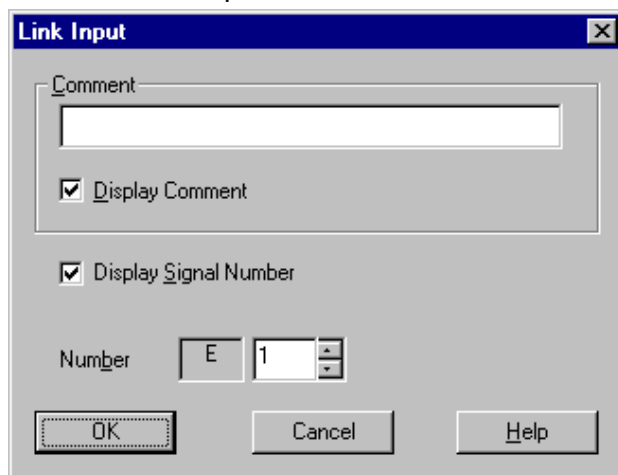 Link Input
Comment
Display Comment
Display Signal Number
Number E 1
OK Cancel Help